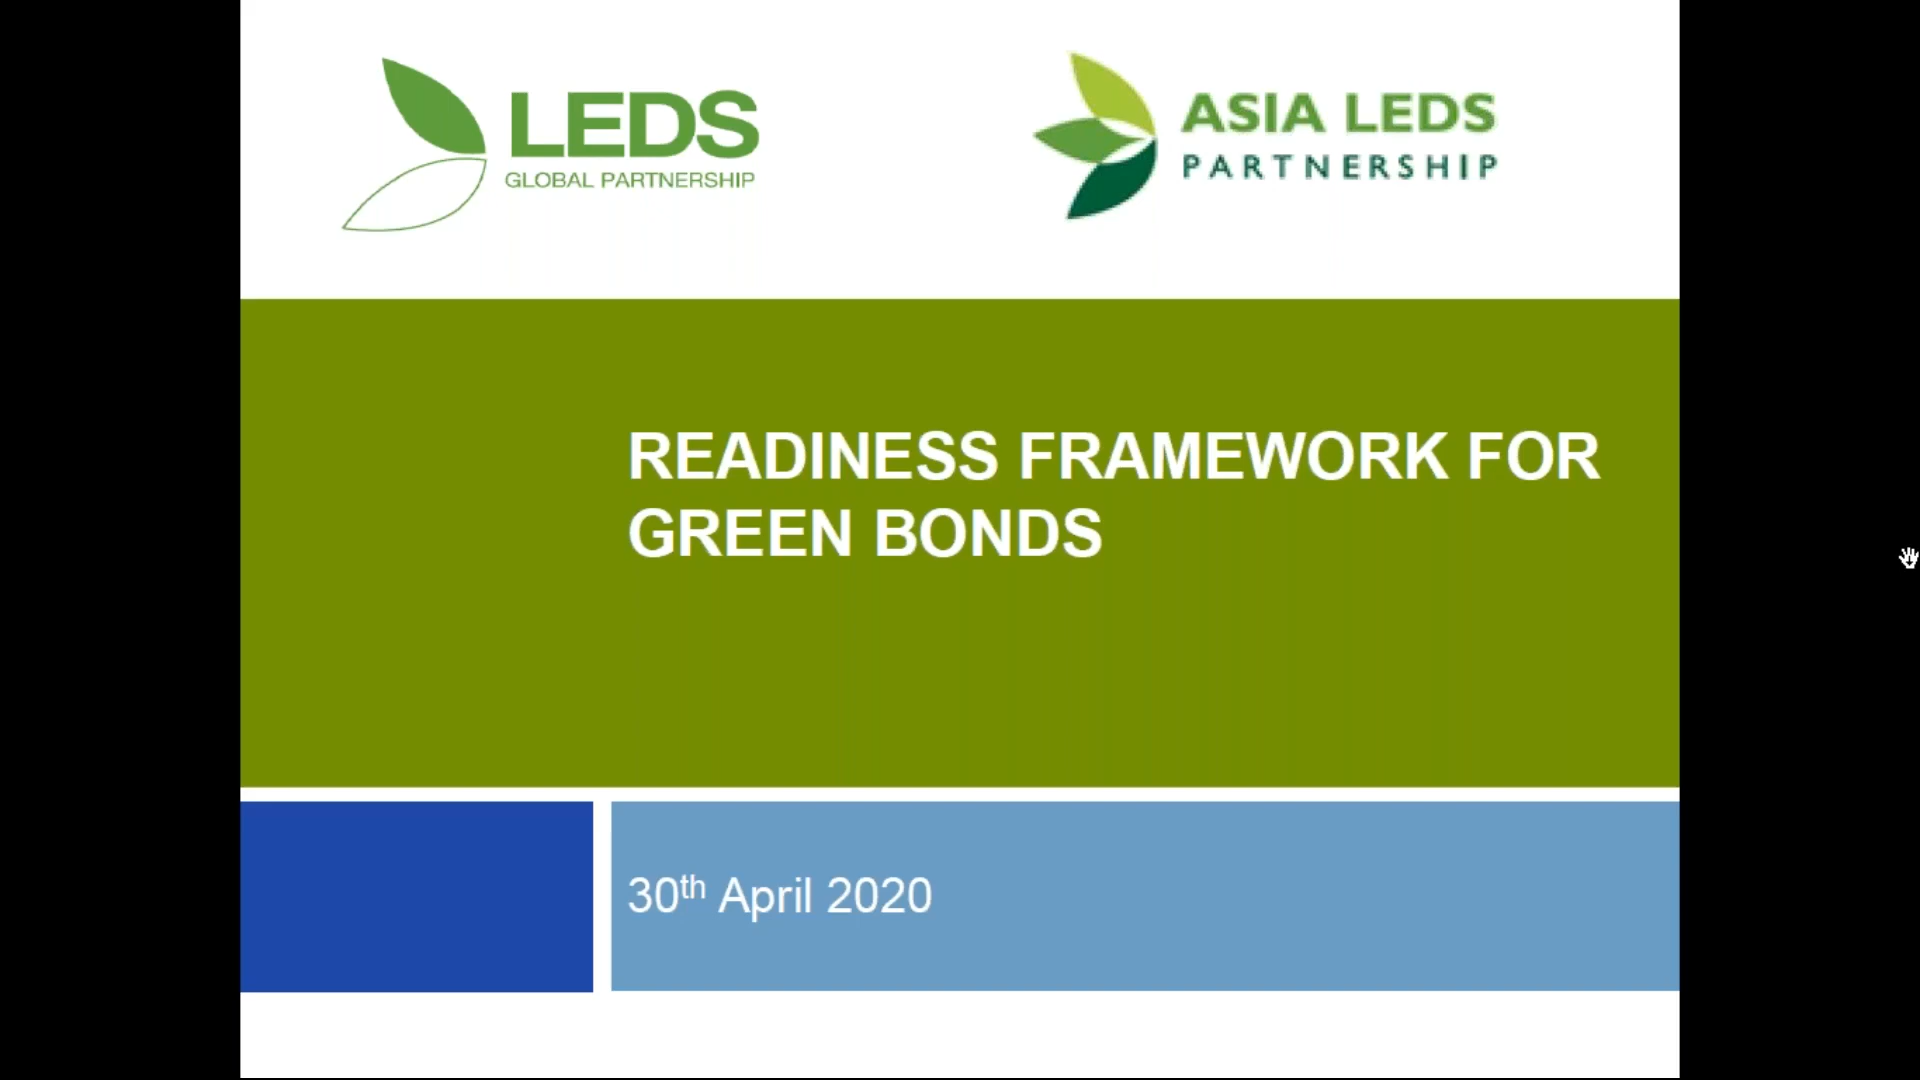 LEDS
GLOBAL PARTNERSHIP
ASIA LEDS
PARTNERSHIP
READINESS FRAMEWORK FOR
GREEN BONDS
30th April 2020